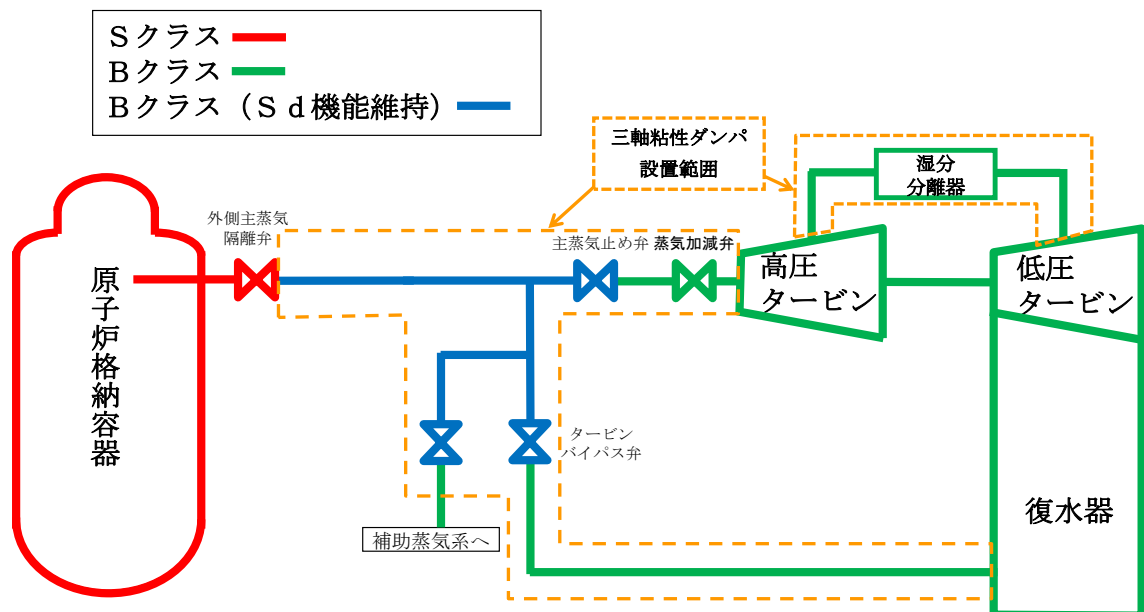 Ｓクラス
Ｂクラス
Ｂクラス（Ｓｄ機能維持）
三軸粘性ダンパ
設置範囲
湿分
分離器
外側主蒸気
隔離弁
主蒸気止め弁
蒸気加減弁
高圧
タービン
低圧
タービン
原子炉格納容器
タービン
バイパス弁
補助蒸気系へ
復水器